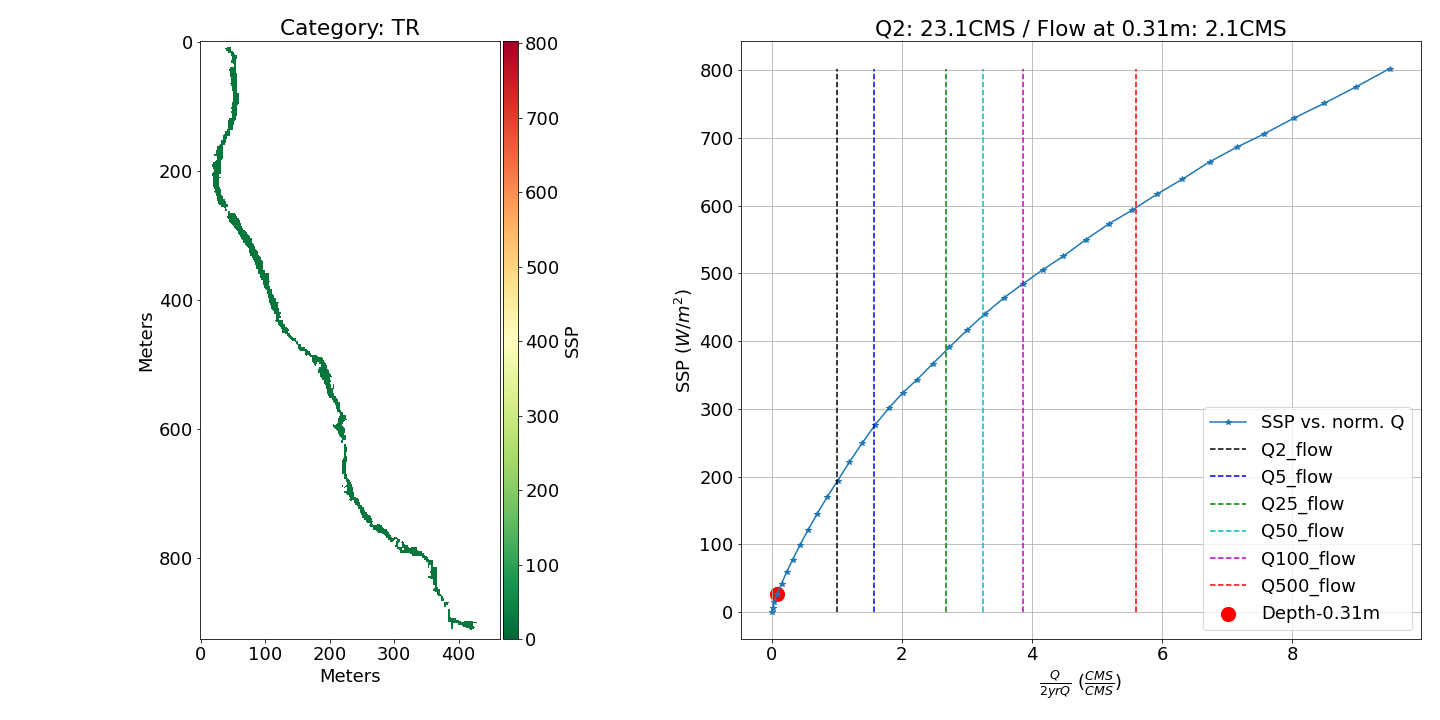 Category: TR
0
200
400
600
800
Meters
0
100
200
300
400
Meters
800
700
600
500
400
300
200
100
0
SSP
Q2: 23.1CMS / Flow at 0.31m: 2.1CMS
800
700
600
500
400
300
200
100
0
SSP (W/m²)
0
2
4
6
8
Q/2yrQ (CMS/CMS)
SSP vs. norm. Q
Q2_flow
Q5_flow
Q25_flow
Q50_flow
Q100_flow
Q500_flow
Depth-0.31m